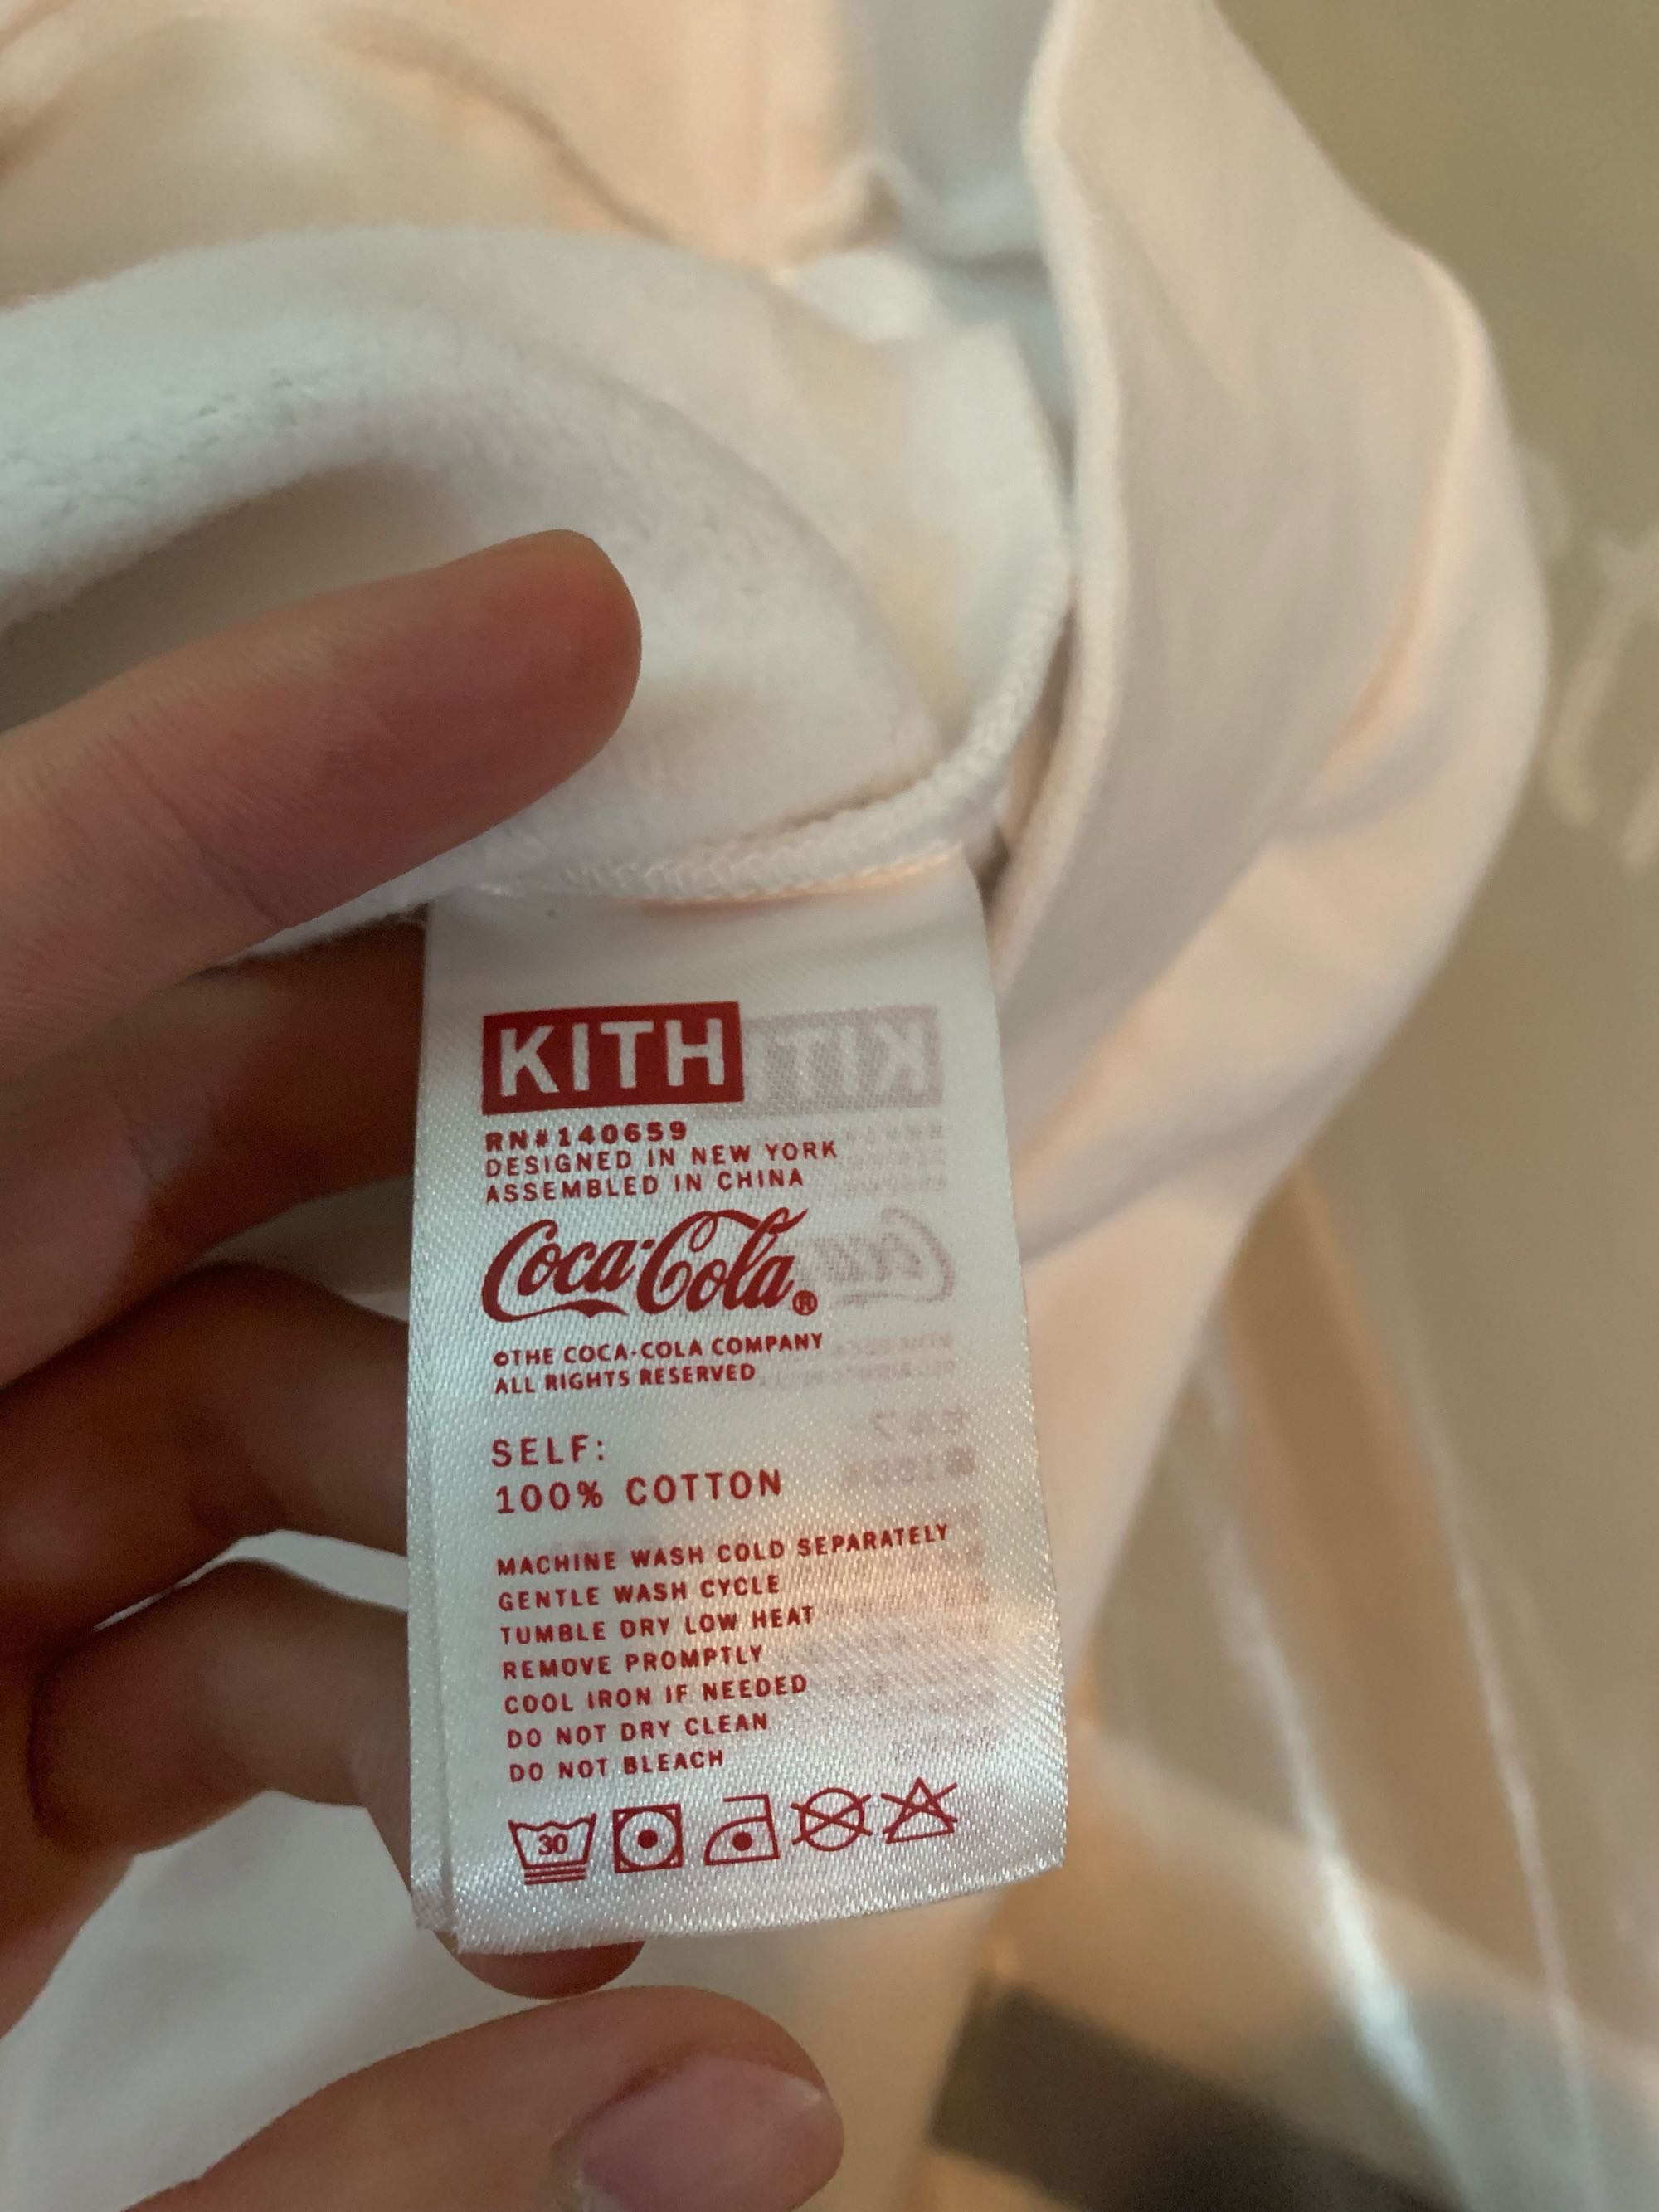 KITH
RN#140659
DESIGNED IN NEW YORK
ASSEMBLED IN CHINA
Coca-Cola®
©THE COCA-COLA COMPANY
ALL RIGHTS RESERVED
SELF:
100% COTTON
MACHINE WASH COLD SEPARATELY
GENTLE WASH CYCLE
TUMBLE DRY LOW HEAT
REMOVE PROMPTLY
COOL IRON IF NEEDED
DO NOT DRY CLEAN
DO NOT BLEACH
30